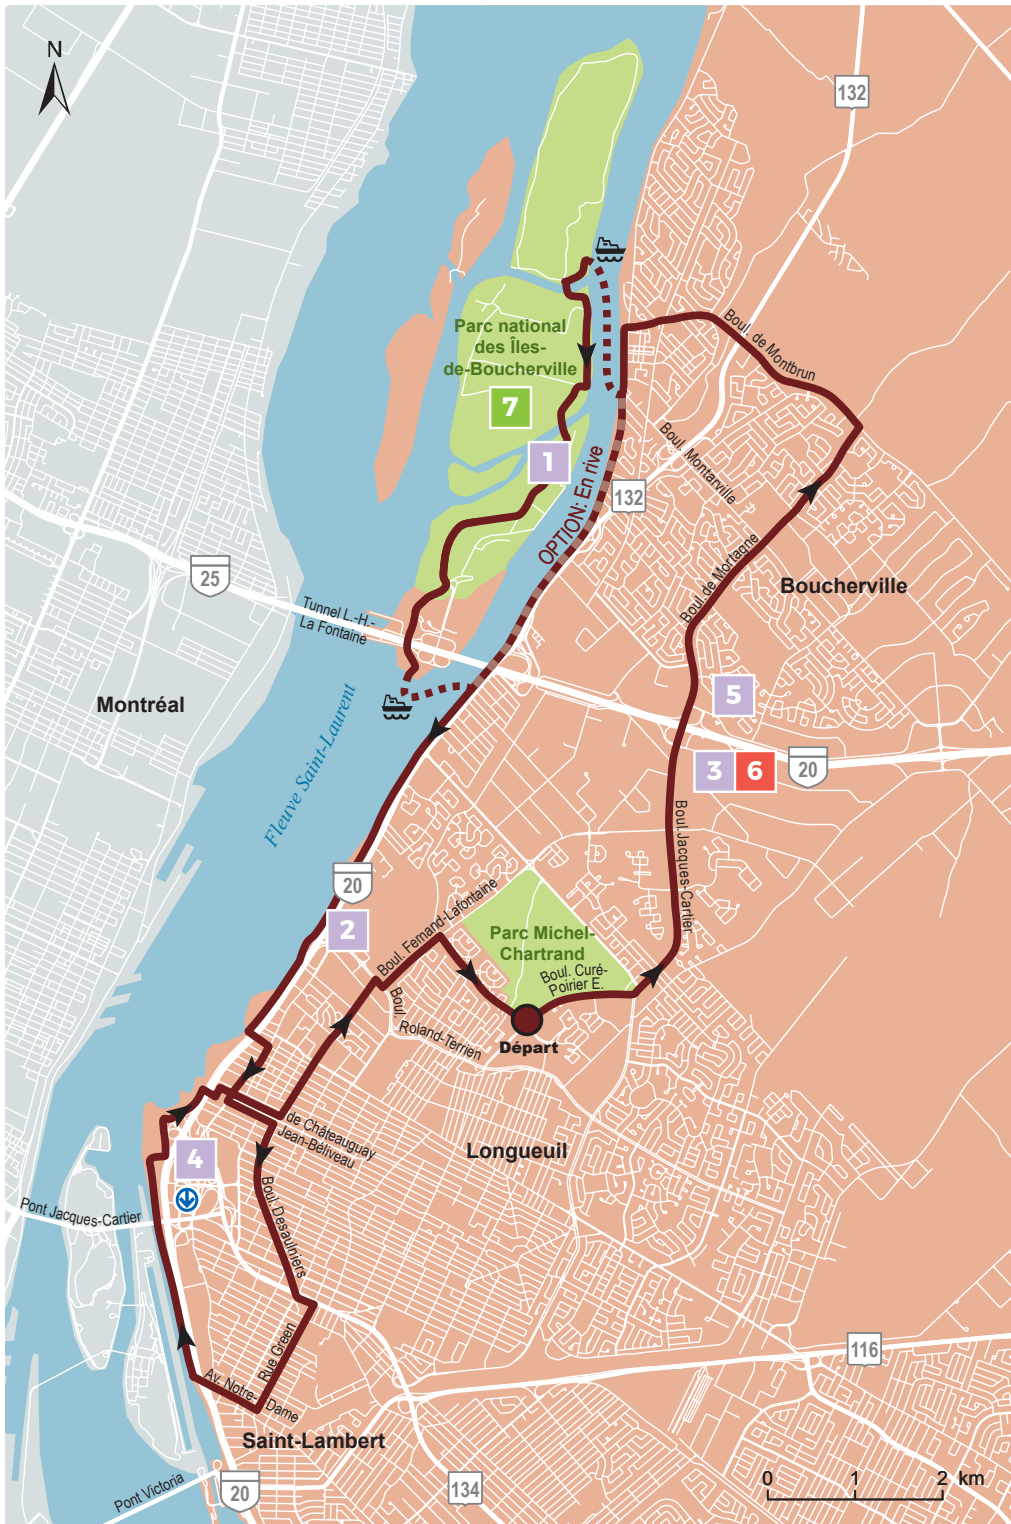 N
132
Parc national
des Îles-
de-Boucherville
7
Boul. de Montbrun
1
Boul. Montarville
OPTION: En rive
132
25
Tunnel L.-H.-
La Fontaine
Boul. de Mortagne
Boucherville
Montréal
5
Fleuve Saint-Laurent
3
6
20
Boul. Jacques-Cartier
20
2
Boul. Fernand-Lafontaine
Parc Michel-
Chartrand
Boul. Curé-
Poirier E.
Boul.
Roland-Terrien
Départ
de Châteauguay
Jean-Béliveau
Longueuil
4
Pont Jacques-Cartier
Boul. Desaulniers
Rue Green
116
Av. Notre-Dame
Saint-Lambert
Pont Victoria
20
134
0 1 2 km